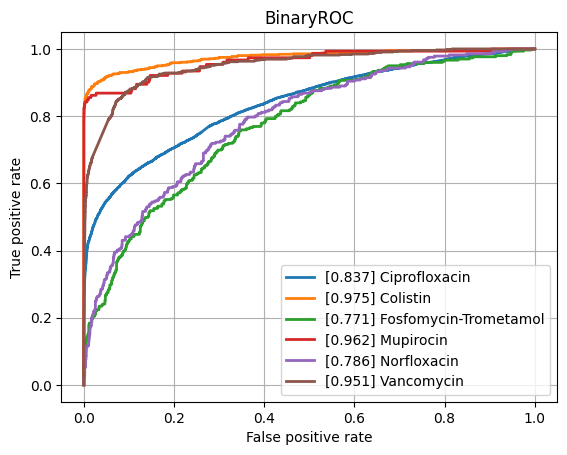 BinaryROC
True positive rate
1.0
0.8
0.6
0.4
0.2
0.0
[0.837] Ciprofloxacin
[0.975] Colistin
[0.771] Fosfomycin-Trometamol
[0.962] Mupirocin
[0.786] Norfloxacin
[0.951] Vancomycin
0.0 0.2 0.4 0.6 0.8 1.0
False positive rate